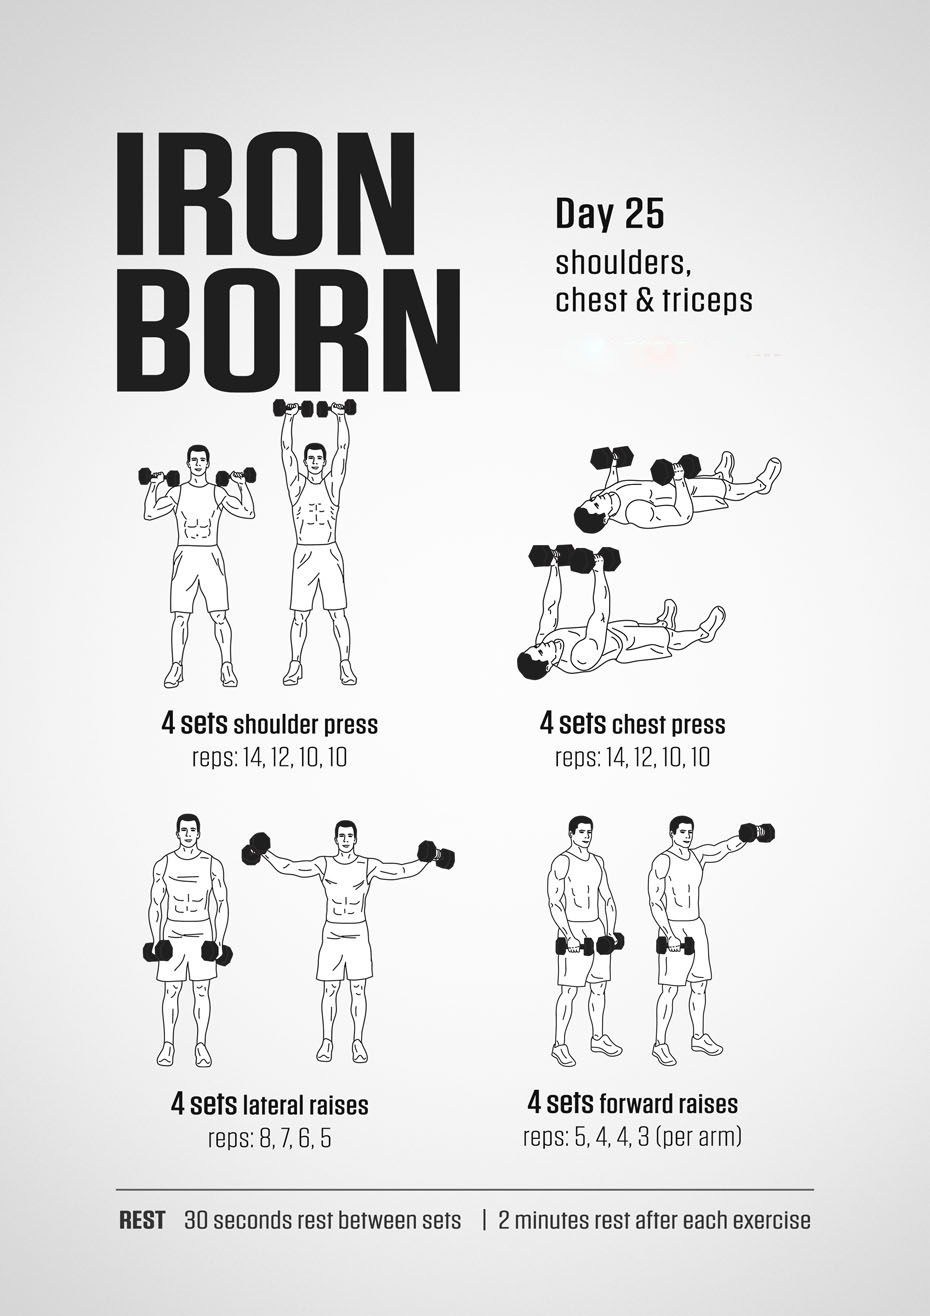 IRON
BORN
Day 25
shoulders,
chest & triceps
4 sets shoulder press
reps: 14, 12, 10, 10
4 sets chest press
reps: 14, 12, 10, 10
4 sets lateral raises
reps: 8, 7, 6, 5
4 sets forward raises
reps: 5, 4, 4, 3 (per arm)
REST 30 seconds rest between sets | 2 minutes rest after each exercise